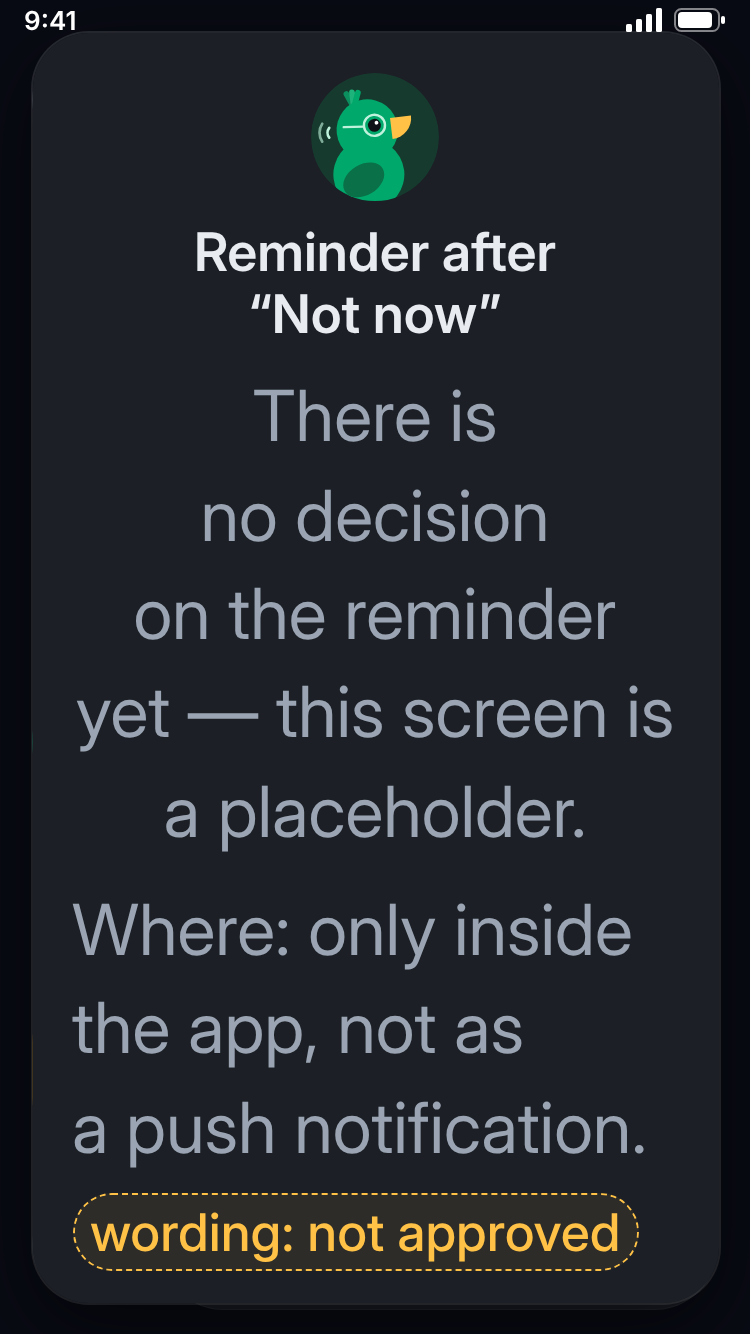 9:41
Reminder after
“Not now”
There is
no decision
on the reminder
yet — this screen is
a placeholder.
Where: only inside
the app, not as
a push notification.
wording: not approved